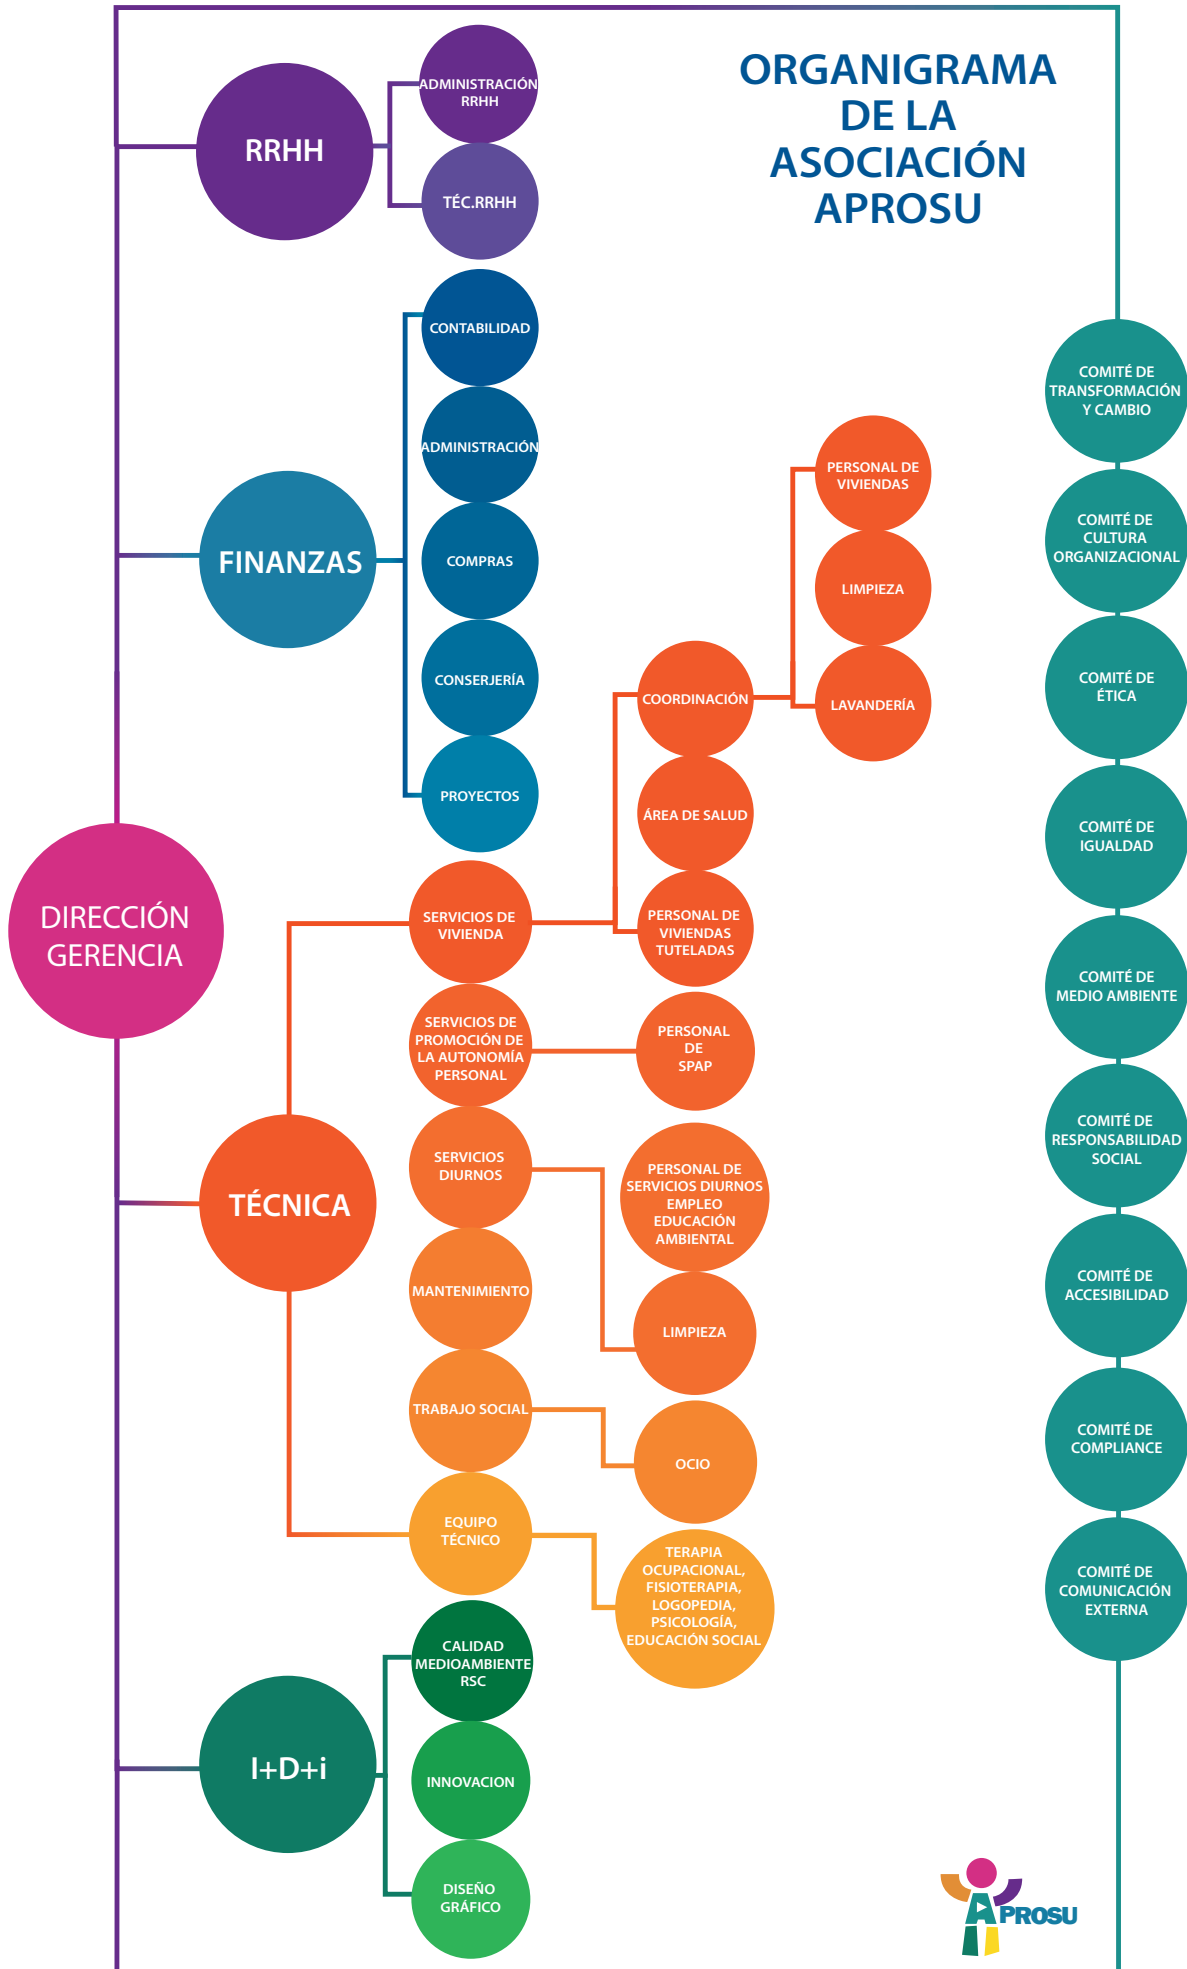 ORGANIGRAMA
DE LA
ASOCIACIÓN
APROSU
DIRECCIÓN
GERENCIA
RRHH
ADMINISTRACIÓN
RRHH
TÉC.RRHH
FINANZAS
CONTABILIDAD
ADMINISTRACIÓN
COMPRAS
CONSERJERÍA
PROYECTOS
TÉCNICA
SERVICIOS DE
VIVIENDA
COORDINACIÓN
PERSONAL DE
VIVIENDAS
LIMPIEZA
LAVANDERÍA
ÁREA DE SALUD
PERSONAL DE
VIVIENDAS
TUTELADAS
SERVICIOS DE
PROMOCIÓN DE
LA AUTONOMÍA
PERSONAL
PERSONAL
DE
SPAP
SERVICIOS
DIURNOS
PERSONAL DE
SERVICIOS DIURNOS
EMPLEO
EDUCACIÓN
AMBIENTAL
LIMPIEZA
MANTENIMIENTO
TRABAJO SOCIAL
OCIO
EQUIPO
TÉCNICO
TERAPIA
OCUPACIONAL,
FISIOTERAPIA,
LOGOPEDIA,
PSICOLOGÍA,
EDUCACIÓN SOCIAL
I+D+i
CALIDAD
MEDIOAMBIENTE
RSC
INNOVACION
DISEÑO
GRÁFICO
COMITÉ DE
TRANSFORMACIÓN
Y CAMBIO
COMITÉ DE
CULTURA
ORGANIZACIONAL
COMITÉ DE
ÉTICA
COMITÉ DE
IGUALDAD
COMITÉ DE
MEDIO AMBIENTE
COMITÉ DE
RESPONSABILIDAD
SOCIAL
COMITÉ DE
ACCESIBILIDAD
COMITÉ DE
COMPLIANCE
COMITÉ DE
COMUNICACIÓN
EXTERNA
APROSU